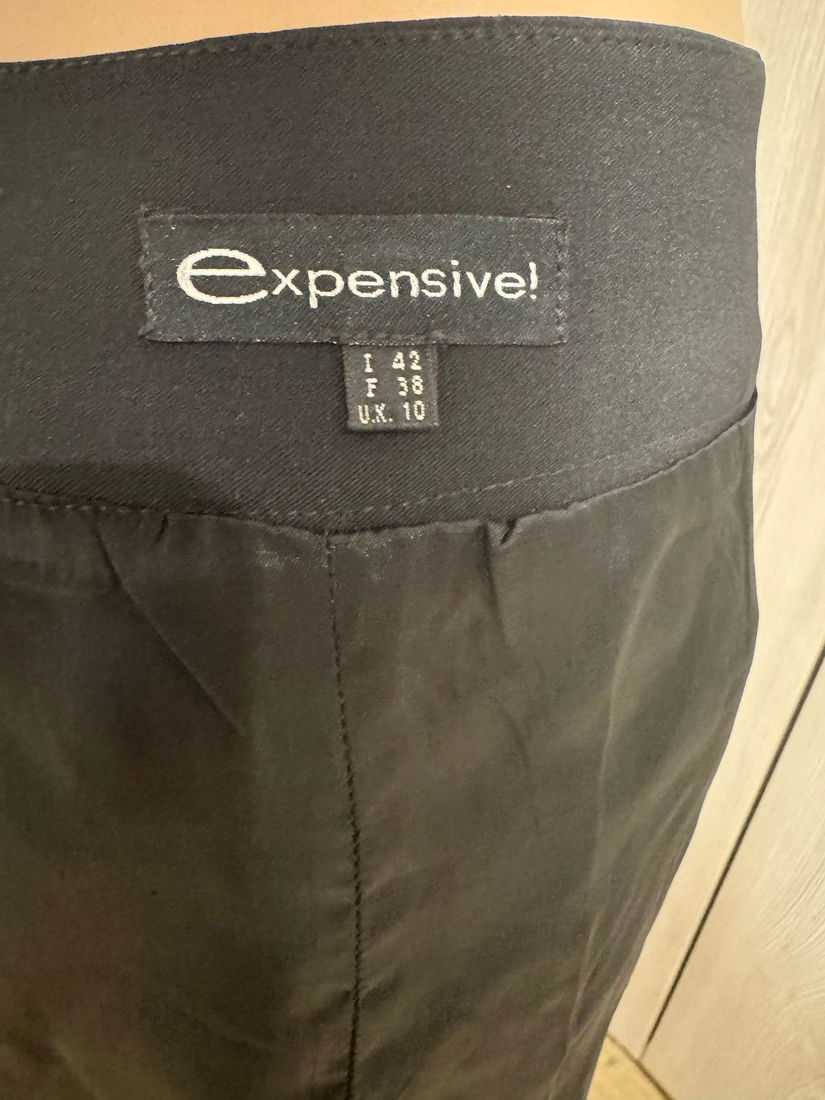 expensive!
I 42
F 38
U.K. 10